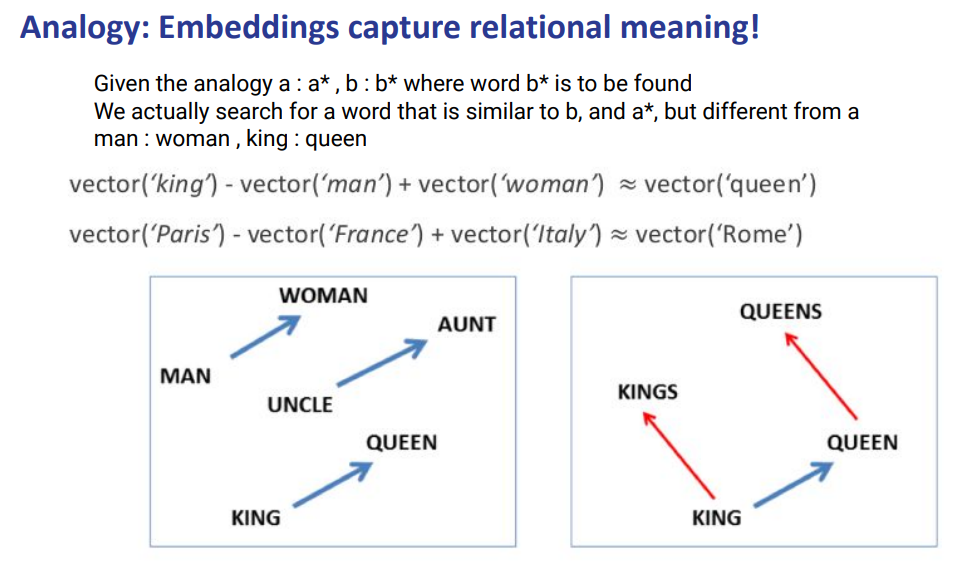 Analogy: Embeddings capture relational meaning!
Given the analogy a : a* , b : b* where word b* is to be found
We actually search for a word that is similar to b, and a*, but different from a
man : woman , king : queen
vector(‘king’) - vector(‘man’) + vector(‘woman’) ≈ vector(‘queen’)
vector(‘Paris’) - vector(‘France’) + vector(‘Italy’) ≈ vector(‘Rome’)
WOMAN
AUNT
MAN
UNCLE
QUEEN
KING
QUEENS
KINGS
QUEEN
KING